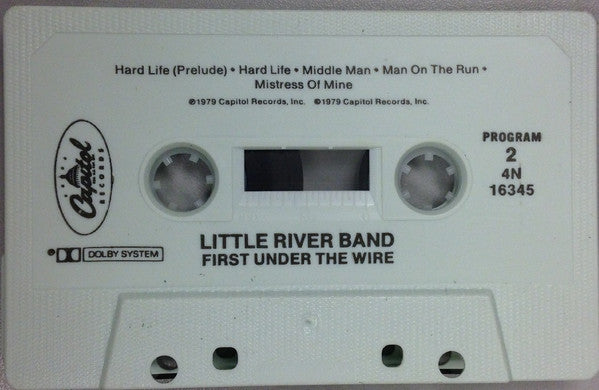 Hard Life (Prelude) • Hard Life • Middle Man • Man On The Run •
Mistress Of Mine
℗1979 Capitol Records, Inc. ©1979 Capitol Records, Inc.
Capitol
RECORDS
PROGRAM
2
4N
16345
DOLBY SYSTEM
LITTLE RIVER BAND
FIRST UNDER THE WIRE